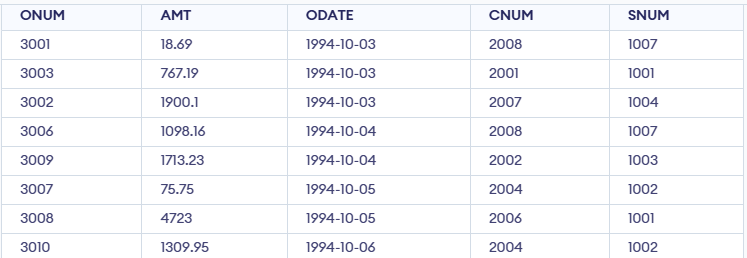 ONUM AMT ODATE CNUM SNUM
3001 18.69 1994-10-03 2008 1007
3003 767.19 1994-10-03 2001 1001
3002 1900.1 1994-10-03 2007 1004
3006 1098.16 1994-10-04 2008 1007
3009 1713.23 1994-10-04 2002 1003
3007 75.75 1994-10-05 2004 1002
3008 4723 1994-10-05 2006 1001
3010 1309.95 1994-10-06 2004 1002